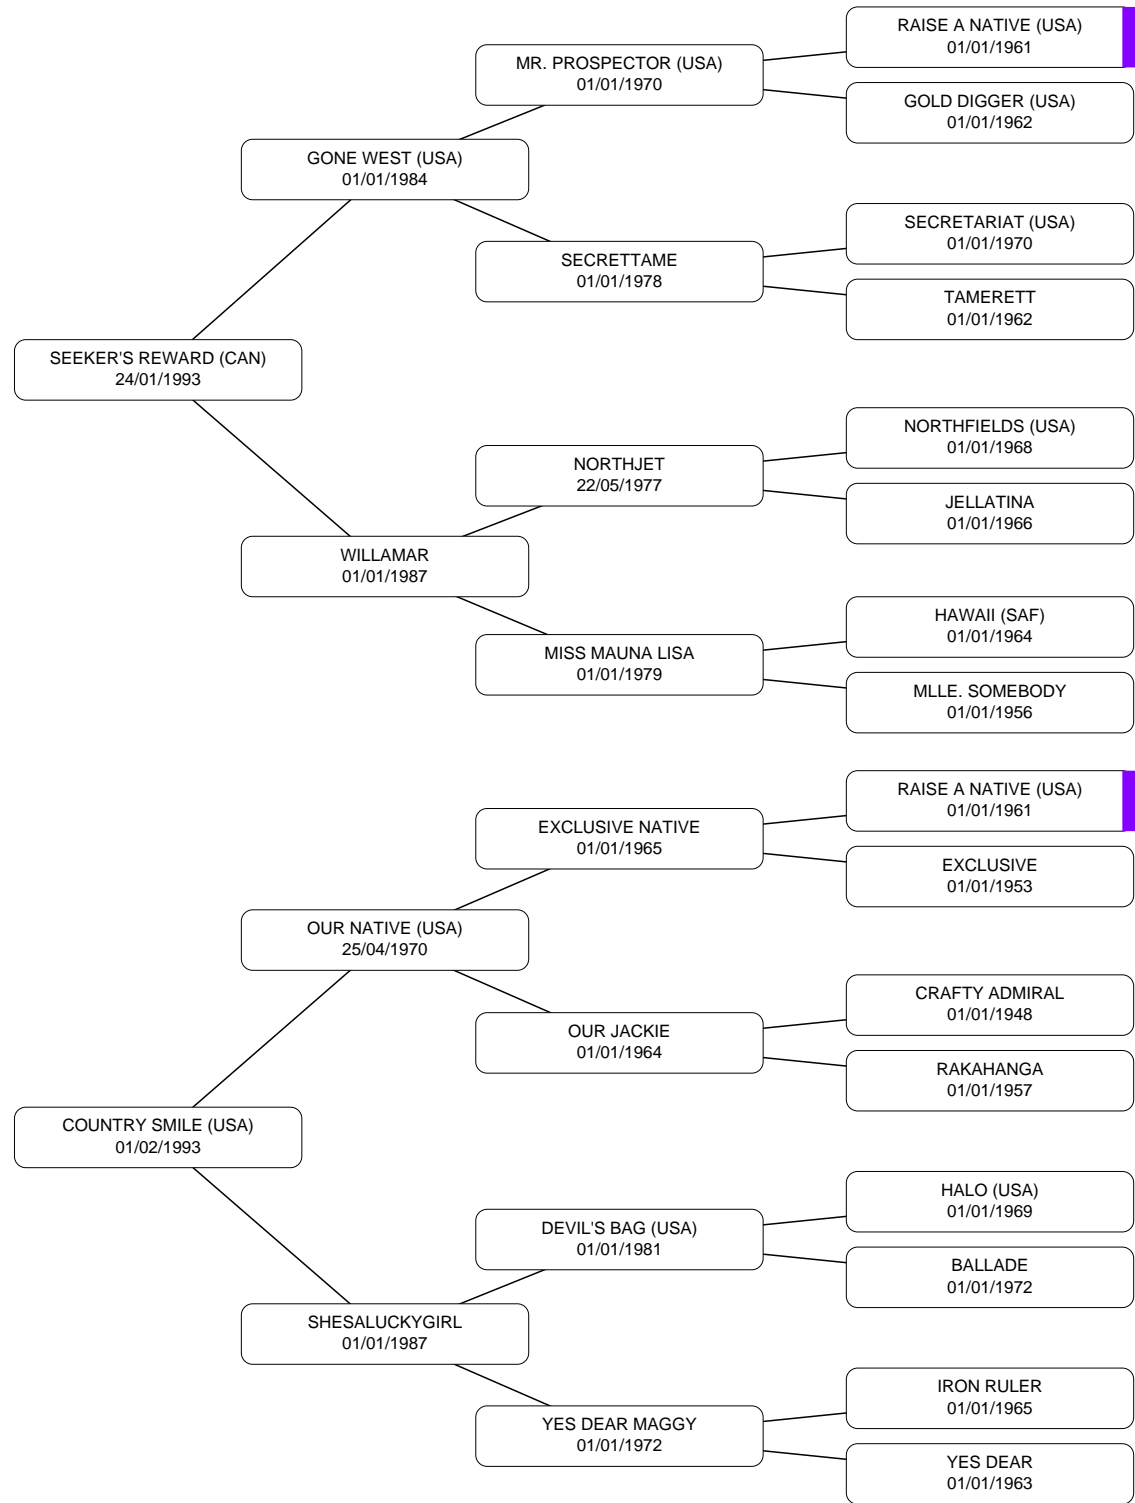 RAISE A NATIVE (USA)
01/01/1961
MR. PROSPECTOR (USA)
01/01/1970
GOLD DIGGER (USA)
01/01/1962
GONE WEST (USA)
01/01/1984
SECRETARIAT (USA)
01/01/1970
SECRETTAME
01/01/1978
TAMERETT
01/01/1962
SEEKER'S REWARD (CAN)
24/01/1993
NORTHFIELDS (USA)
01/01/1968
NORTHJET
22/05/1977
JELLATINA
01/01/1966
WILLAMAR
01/01/1987
HAWAII (SAF)
01/01/1964
MISS MAUNA LISA
01/01/1979
MLLE. SOMEBODY
01/01/1956
RAISE A NATIVE (USA)
01/01/1961
EXCLUSIVE NATIVE
01/01/1965
EXCLUSIVE
01/01/1953
OUR NATIVE (USA)
25/04/1970
CRAFTY ADMIRAL
01/01/1948
OUR JACKIE
01/01/1964
RAKAHANGA
01/01/1957
COUNTRY SMILE (USA)
01/02/1993
HALO (USA)
01/01/1969
DEVIL'S BAG (USA)
01/01/1981
BALLADE
01/01/1972
SHESALUCKYGIRL
01/01/1987
IRON RULER
01/01/1965
YES DEAR MAGGY
01/01/1972
YES DEAR
01/01/1963